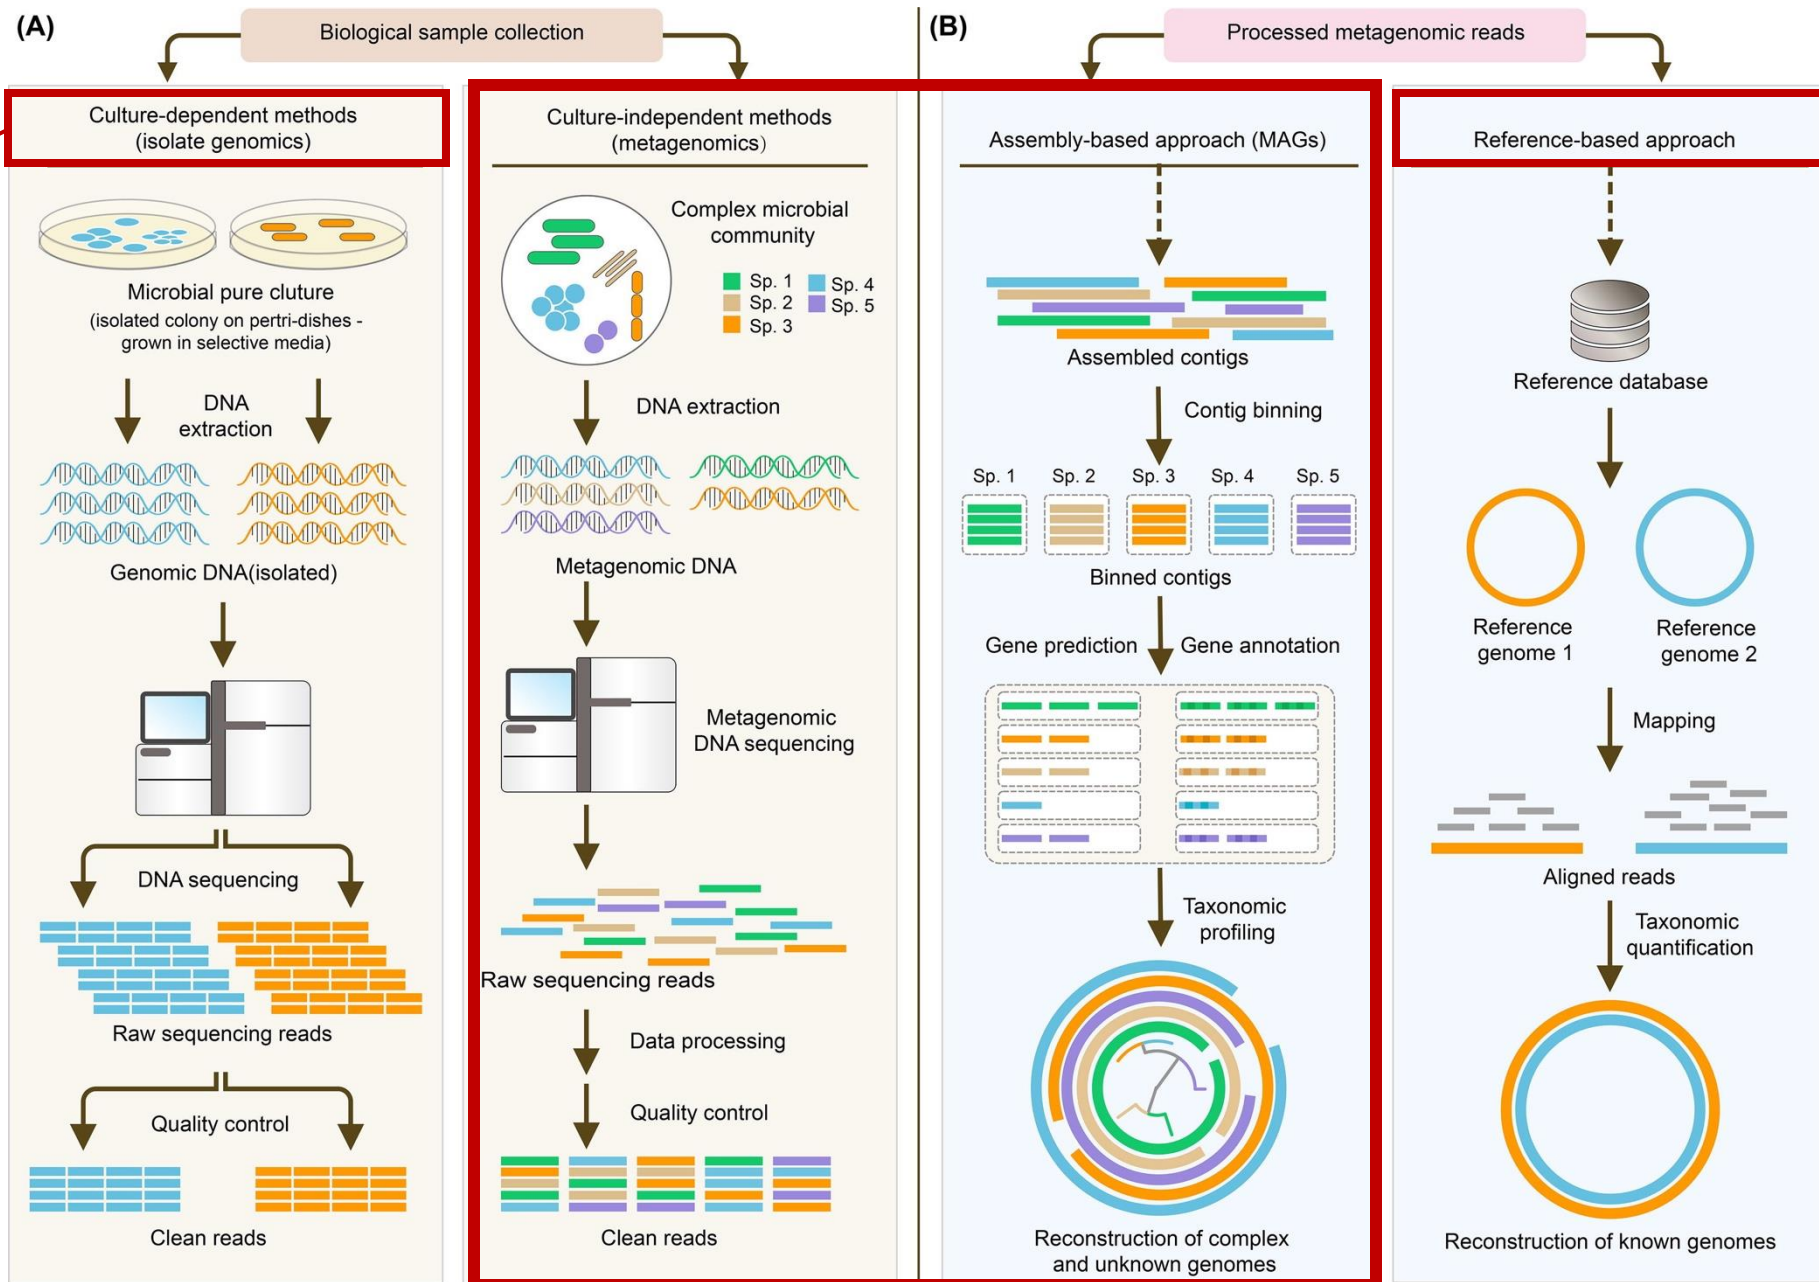 (A)
Biological sample collection
Culture-dependent methods
(isolate genomics)
Microbial pure cluture
(isolated colony on pertri-dishes -
grown in selective media)
DNA
extraction
Genomic DNA(isolated)
DNA sequencing
Raw sequencing reads
Quality control
Clean reads
Culture-independent methods
(metagenomics)
Complex microbial
community
Sp. 1
Sp. 2
Sp. 3
Sp. 4
Sp. 5
DNA extraction
Metagenomic DNA
Metagenomic
DNA sequencing
Raw sequencing reads
Data processing
Quality control
Clean reads
(B)
Processed metagenomic reads
Assembly-based approach (MAGs)
Assembled contigs
Contig binning
Sp. 1 Sp. 2 Sp. 3 Sp. 4 Sp. 5
Binned contigs
Gene prediction Gene annotation
Taxonomic
profiling
Reconstruction of complex
and unknown genomes
Reference-based approach
Reference database
Reference
genome 1
Reference
genome 2
Mapping
Aligned reads
Taxonomic
quantification
Reconstruction of known genomes